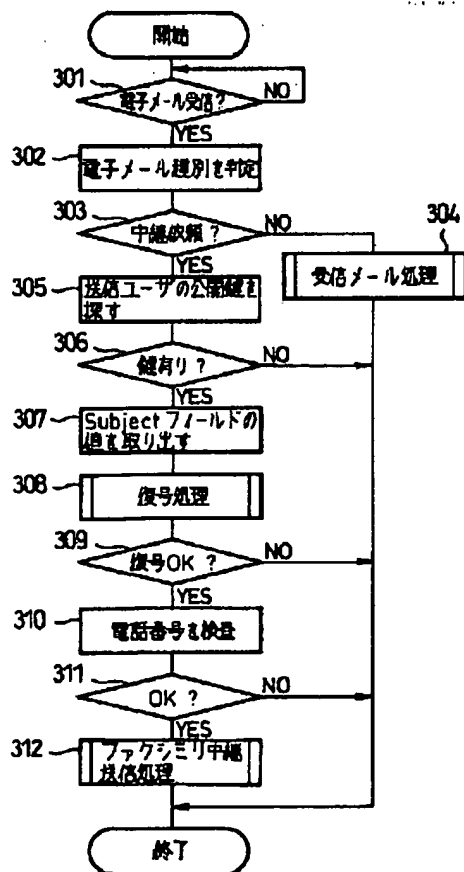 開始
301
電子メール受信?
NO
YES
302
電子メール種別を判定
303
中継依頼?
NO
304
YES
受信メール処理
305
送信ユーザの公開鍵を
探す
306
鍵有り?
NO
YES
307
Subjectフィールドの
値を取り出す
308
復号処理
309
復号OK?
NO
YES
310
電話番号を検査
311
OK?
NO
YES
312
ファクシミリ中継
送信処理
終了